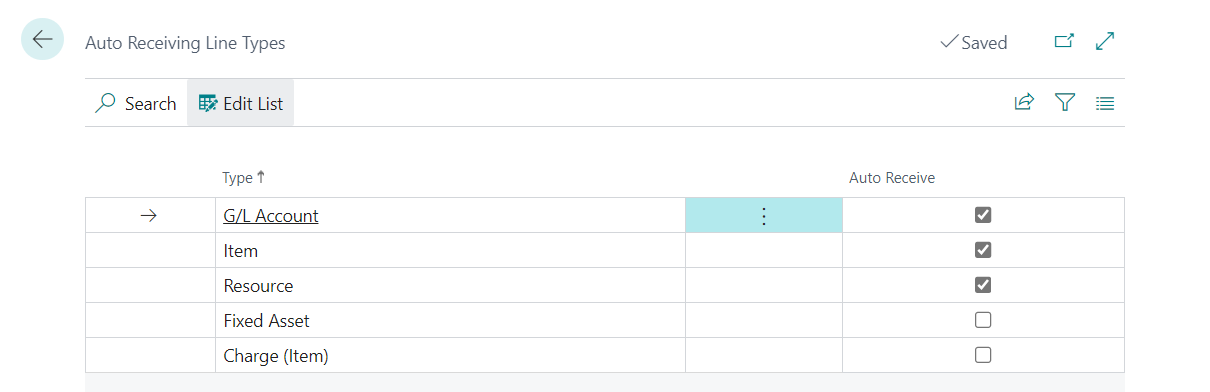 Auto Receiving Line Types
Saved
Search Edit List
Type ↑ Auto Receive
G/L Account
Item
Resource
Fixed Asset
Charge (Item)